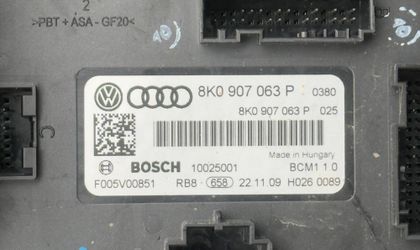 2
>PBT + ASA - GF20<
8K0 907 063 P 0380
8K0 907 063 P 025
Made in Hungary
BOSCH 10025001 BCM1 1.0
F005V00851 RB8- 658 22.11.09 H026 0089